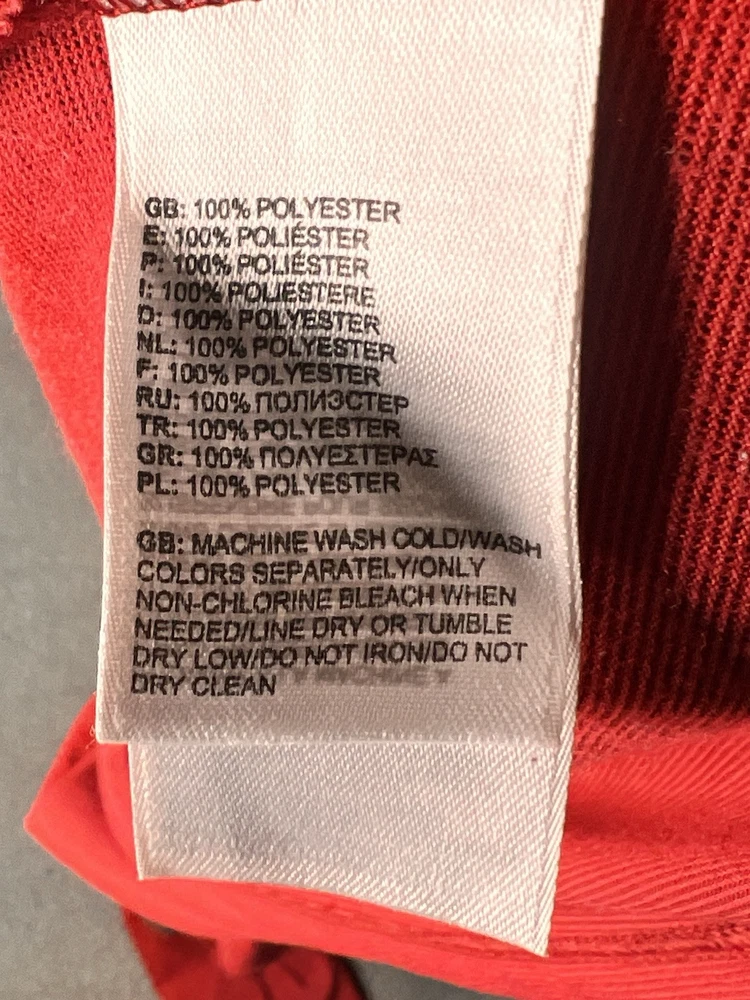 GB: 100% POLYESTER
E: 100% POLIÉSTER
P: 100% POLIÉSTER
I: 100% POLIESTERE
D: 100% POLYESTER
NL: 100% POLYESTER
F: 100% POLYESTER
RU: 100% ПОЛИЭСТЕР
TR: 100% POLYESTER
GR: 100% ΠΟΛΥΕΣΤΕΡΑΣ
PL: 100% POLYESTER
GB: MACHINE WASH COLD/WASH
COLORS SEPARATELY/ONLY
NON-CHLORINE BLEACH WHEN
NEEDED/LINE DRY OR TUMBLE
DRY LOW/DO NOT IRON/DO NOT
DRY CLEAN